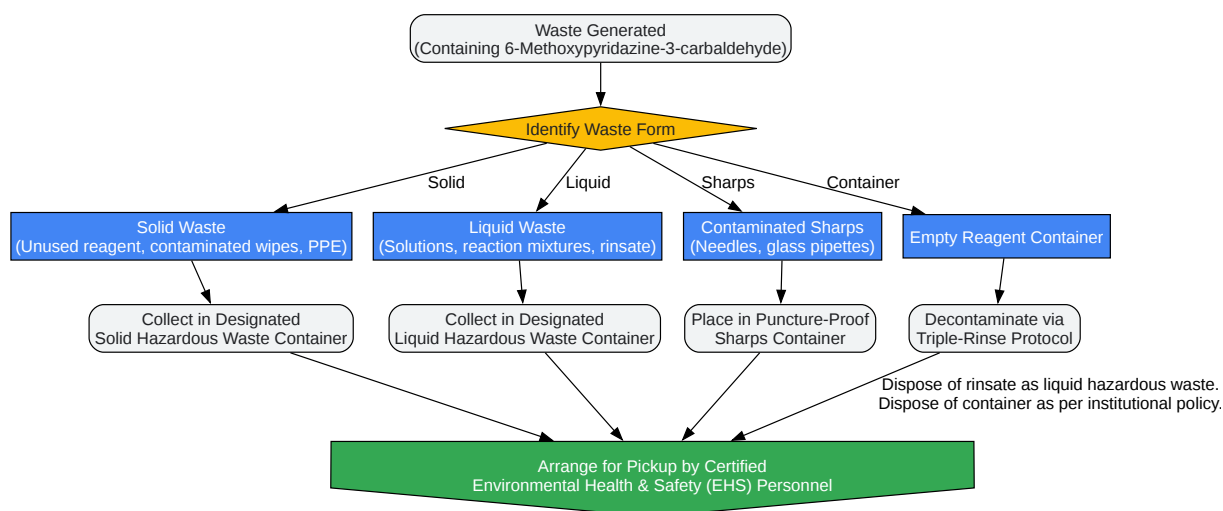 Waste Generated
(Containing 6-Methoxypyridazine-3-carbaldehyde)
Identify Waste Form
Solid
Liquid
Sharps
Container
Solid Waste
(Unused reagent, contaminated wipes, PPE)
Liquid Waste
(Solutions, reaction mixtures, rinsate)
Contaminated Sharps
(Needles, glass pipettes)
Empty Reagent Container
Collect in Designated
Solid Hazardous Waste Container
Collect in Designated
Liquid Hazardous Waste Container
Place in Puncture-Proof
Sharps Container
Decontaminate via
Triple-Rinse Protocol
Dispose of rinsate as liquid hazardous waste.
Dispose of container as per institutional policy.
Arrange for Pickup by Certified
Environmental Health & Safety (EHS) Personnel